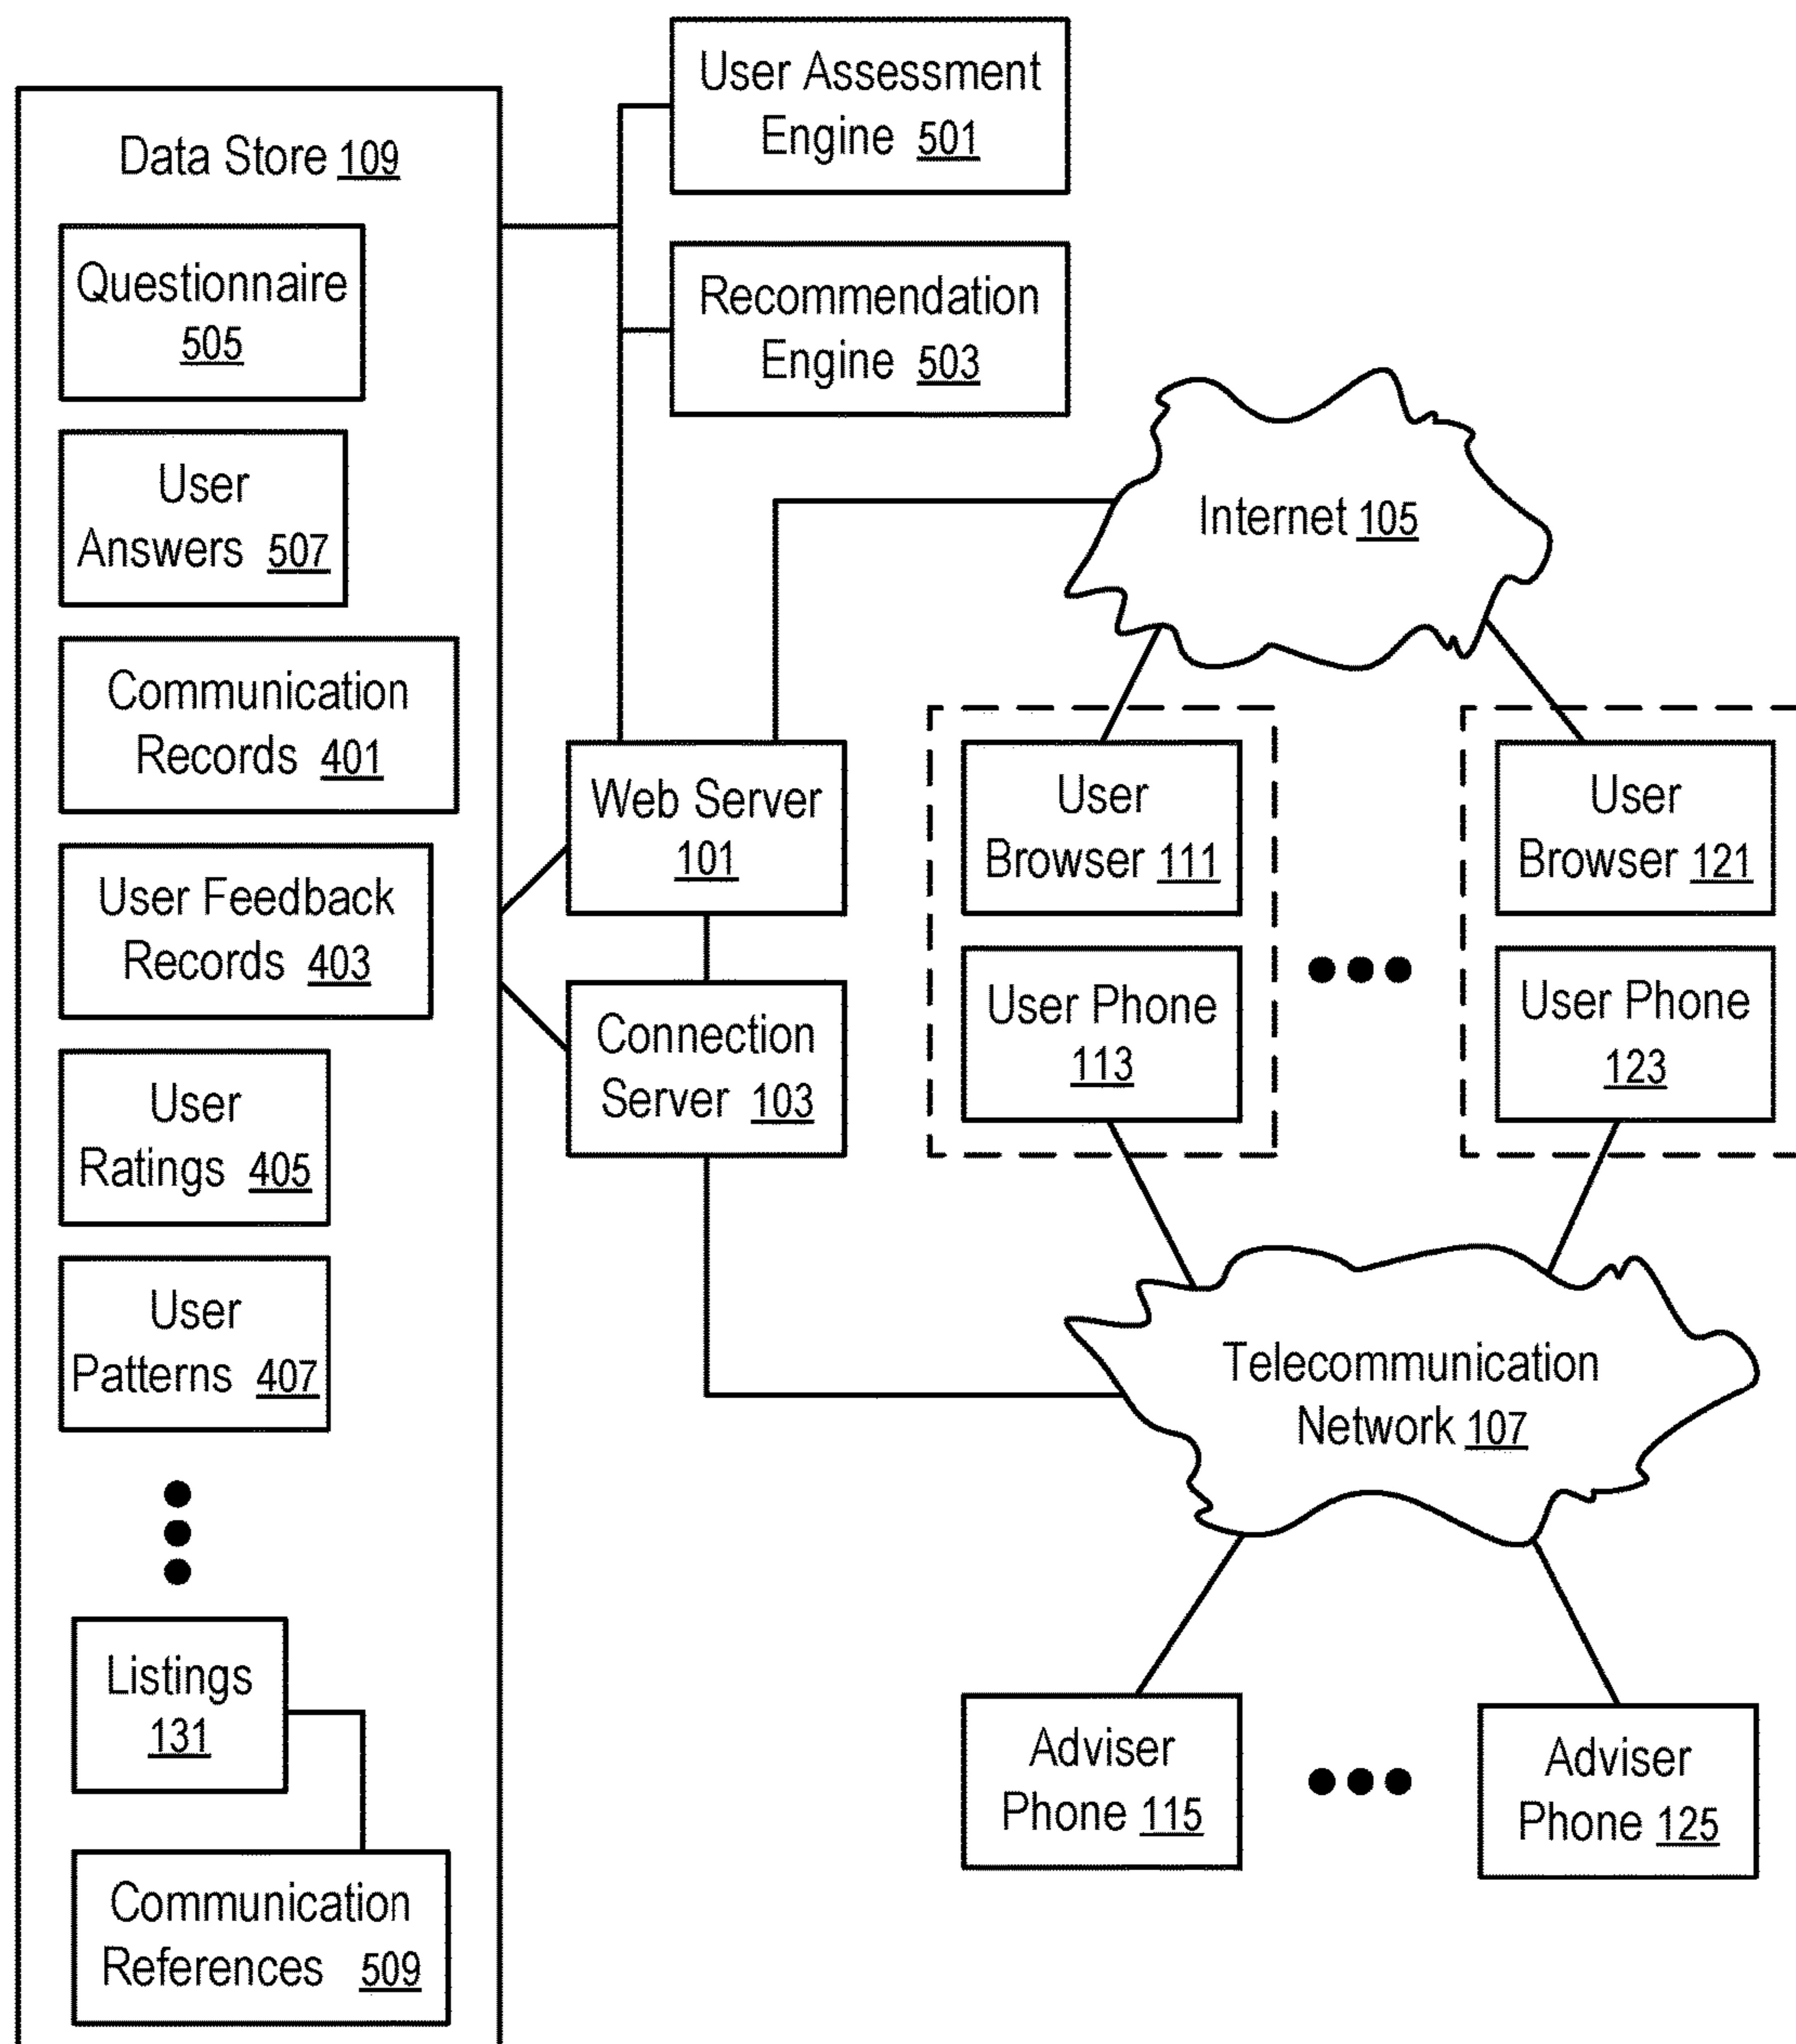 Data Store 109
Questionnaire
505
User
Answers 507
Communication
Records 401
User Feedback
Records 403
User
Ratings 405
User
Patterns 407
Listings
131
Communication
References 509
User Assessment
Engine 501
Recommendation
Engine 503
Web Server
101
Connection
Server 103
Internet 105
User
Browser 111
User Phone
113
User
Browser 121
User Phone
123
Telecommunication
Network 107
Adviser
Phone 115
Adviser
Phone 125